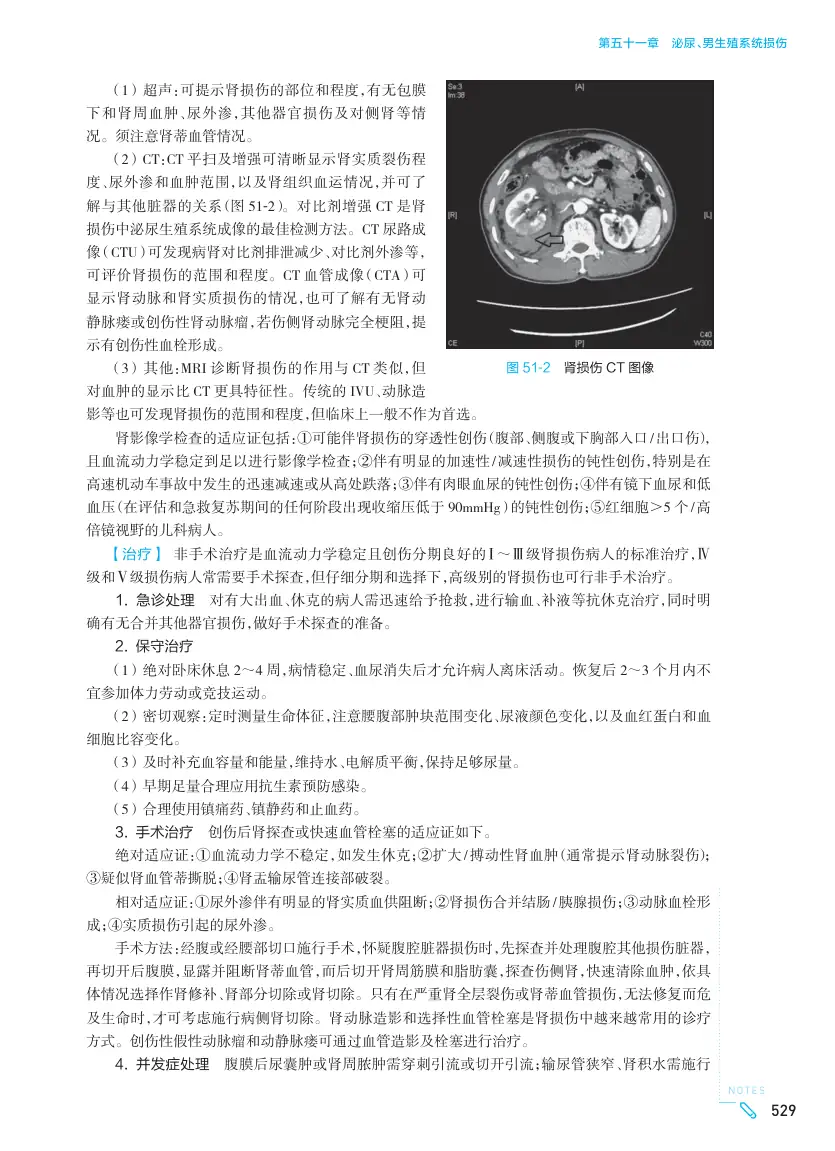 第五十一章　泌尿、男生殖系统损伤
（1）超声：可提示肾损伤的部位和程度，有无包膜
下和肾周血肿、尿外渗，其他器官损伤及对侧肾等情
况。须注意肾蒂血管情况。
（2）CT：CT 平扫及增强可清晰显示肾实质裂伤程
度、尿外渗和血肿范围，以及肾组织血运情况，并可了
解与其他脏器的关系（图 51-2）。对比剂增强 CT 是肾
损伤中泌尿生殖系统成像的最佳检测方法。CT 尿路成
像（CTU）可发现病肾对比剂排泄减少、对比剂外渗等，
可评价肾损伤的范围和程度。CT 血管成像（CTA）可
显示肾动脉和肾实质损伤的情况，也可了解有无肾动
静脉瘘或创伤性肾动脉瘤，若伤侧肾动脉完全梗阻，提
示有创伤性血栓形成。
（3）其他：MRI 诊断肾损伤的作用与 CT 类似，但
对血肿的显示比 CT 更具特征性。传统的 IVU、动脉造
影等也可发现肾损伤的范围和程度，但临床上一般不作为首选。
Se:3
Im:38
[A]
[R]
[L]
CE
[P]
C40
W300
图 51-2　肾损伤 CT 图像
肾影像学检查的适应证包括：①可能伴肾损伤的穿透性创伤（腹部、侧腹或下胸部入口/出口伤），
且血流动力学稳定到足以进行影像学检查；②伴有明显的加速性/减速性损伤的钝性创伤，特别是在
高速机动车事故中发生的迅速减速或从高处跌落；③伴有肉眼血尿的钝性创伤；④伴有镜下血尿和低
血压（在评估和急救复苏期间的任何阶段出现收缩压低于 90mmHg）的钝性创伤；⑤红细胞＞5 个/高
倍镜视野的儿科病人。
【治疗】 非手术治疗是血流动力学稳定且创伤分期良好的Ⅰ～Ⅲ级肾损伤病人的标准治疗，Ⅳ
级和Ⅴ级损伤病人常需要手术探查，但仔细分期和选择下，高级别的肾损伤也可行非手术治疗。
1. 急诊处理　对有大出血、休克的病人需迅速给予抢救，进行输血、补液等抗休克治疗，同时明
确有无合并其他器官损伤，做好手术探查的准备。
2. 保守治疗
（1）绝对卧床休息 2～4 周，病情稳定、血尿消失后才允许病人离床活动。恢复后 2～3 个月内不
宜参加体力劳动或竞技运动。
（2）密切观察：定时测量生命体征，注意腰腹部肿块范围变化、尿液颜色变化，以及血红蛋白和血
细胞比容变化。
（3）及时补充血容量和能量，维持水、电解质平衡，保持足够尿量。
（4）早期足量合理应用抗生素预防感染。
（5）合理使用镇痛药、镇静药和止血药。
3. 手术治疗　创伤后肾探查或快速血管栓塞的适应证如下。
绝对适应证：①血流动力学不稳定，如发生休克；②扩大/搏动性肾血肿（通常提示肾动脉裂伤）；
③疑似肾血管蒂撕脱；④肾盂输尿管连接部破裂。
相对适应证：①尿外渗伴有明显的肾实质血供阻断；②肾损伤合并结肠/胰腺损伤；③动脉血栓形
成；④实质损伤引起的尿外渗。
手术方法：经腹或经腰部切口施行手术，怀疑腹腔脏器损伤时，先探查并处理腹腔其他损伤脏器，
再切开后腹膜，显露并阻断肾蒂血管，而后切开肾周筋膜和脂肪囊，探查伤侧肾，快速清除血肿，依具
体情况选择作肾修补、肾部分切除或肾切除。只有在严重肾全层裂伤或肾蒂血管损伤，无法修复而危
及生命时，才可考虑施行病侧肾切除。肾动脉造影和选择性血管栓塞是肾损伤中越来越常用的诊疗
方式。创伤性假性动脉瘤和动静脉瘘可通过血管造影及栓塞进行治疗。
4. 并发症处理　腹膜后尿囊肿或肾周脓肿需穿刺引流或切开引流；输尿管狭窄、肾积水需施行
NOTES
529